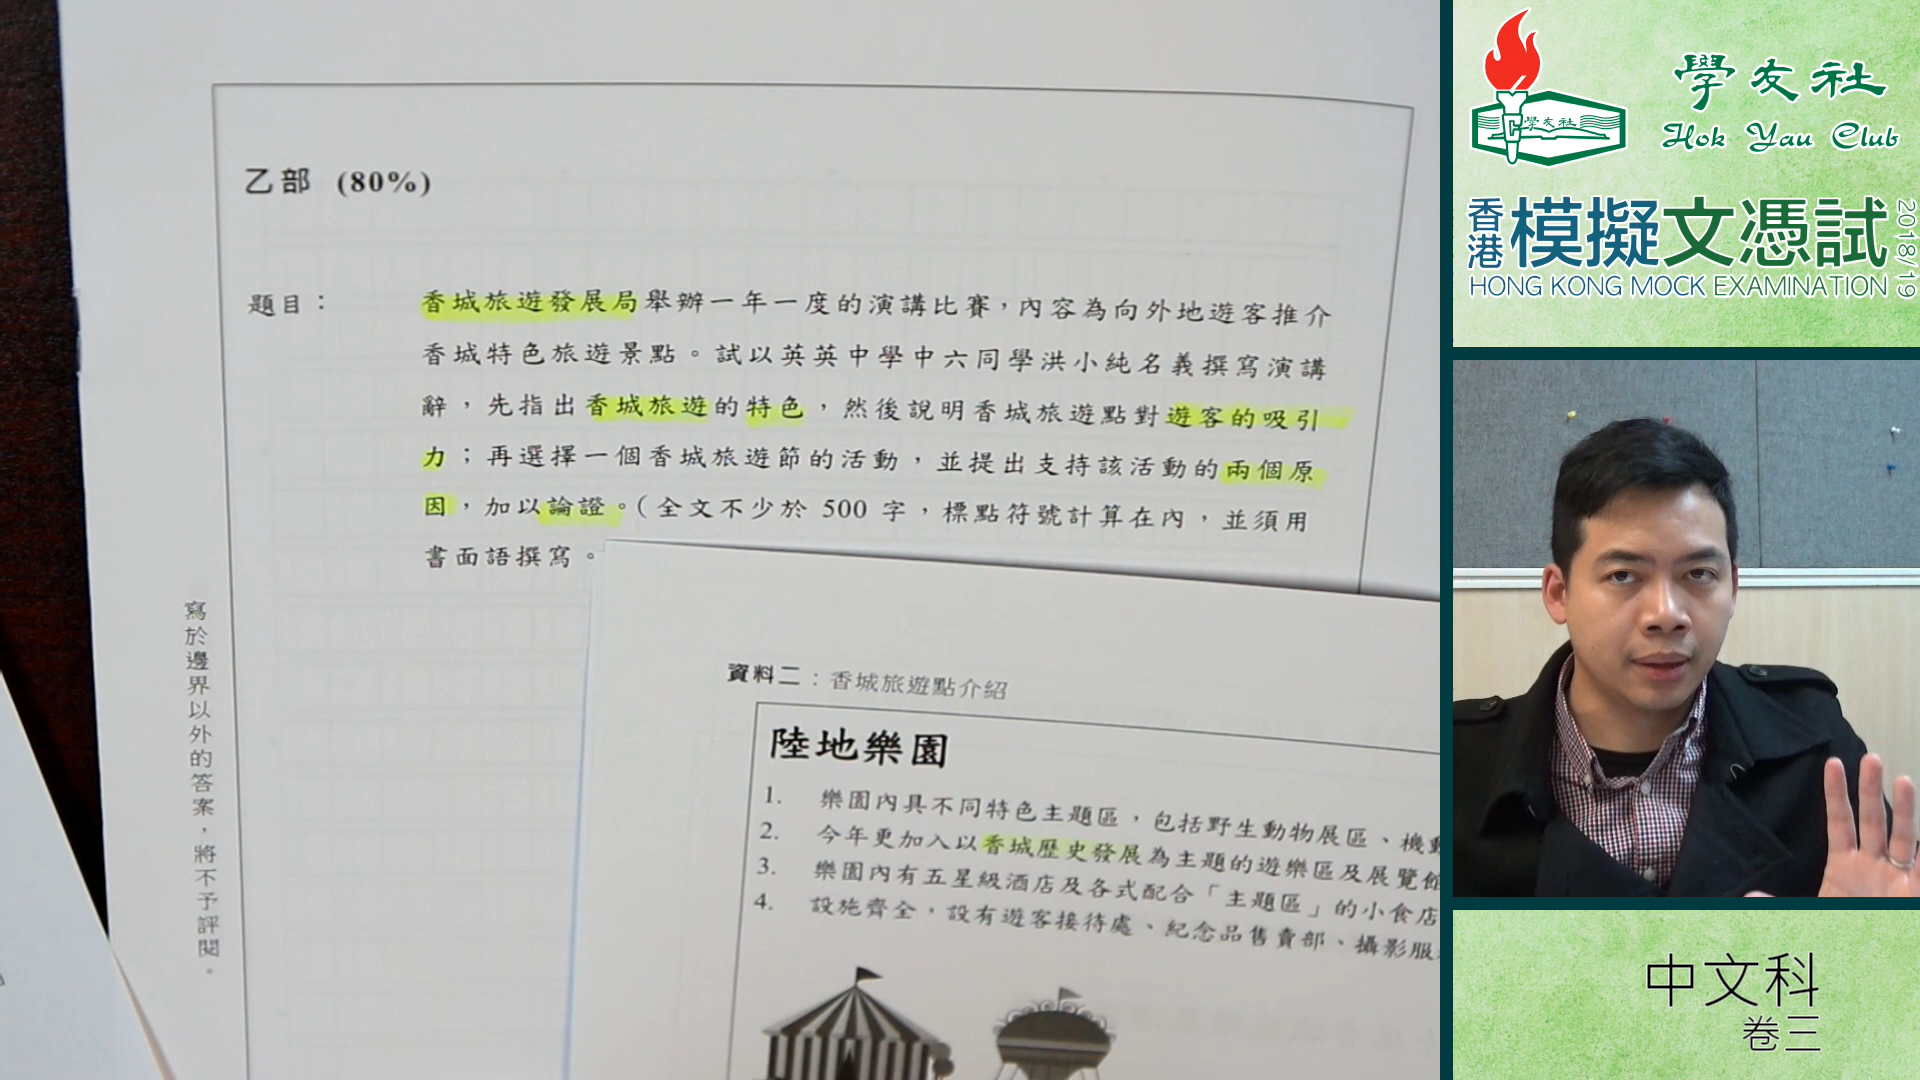 乙部 (80%)
題目： 香城旅遊發展局舉辦一年一度的演講比賽，內容為向外地遊客推介
香城特色旅遊景點。試以英英中學中六同學洪小純名義撰寫演講
辭，先指出香城旅遊的特色，然後說明香城旅遊點對遊客的吸引
力；再選擇一個香城旅遊節的活動，並提出支持該活動的兩個原
因，加以論證。（全文不少於 500 字，標點符號計算在內，並須用
書面語撰寫。
寫於邊界以外的答案，將不予評閱。
資料二：香城旅遊點介紹
陸地樂園
1. 樂園內具不同特色主題區，包括野生動物展區、機動
2. 今年更加入以香城歷史發展為主題的遊樂區及展覽館
3. 樂園內有五星級酒店及各式配合「主題區」的小食店
4. 設施齊全，設有遊客接待處、紀念品售賣部、攝影服
學友社
學友社
Hok Yau Club
香港模擬文憑試
2018/19
HONG KONG MOCK EXAMINATION
中文科
卷三